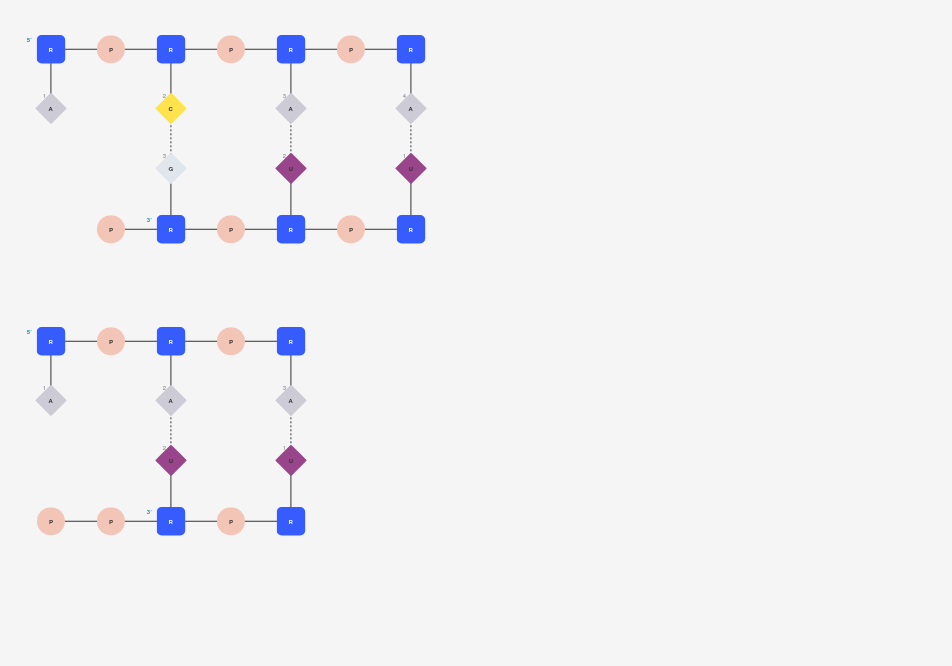 5' R P R P R P R
1 2 3 4
A C A A
3 2 1
G U U
3'
P R P R P R
5' R P R P R
1 2 3
A A A
2 1
U U
3'
P P R P R